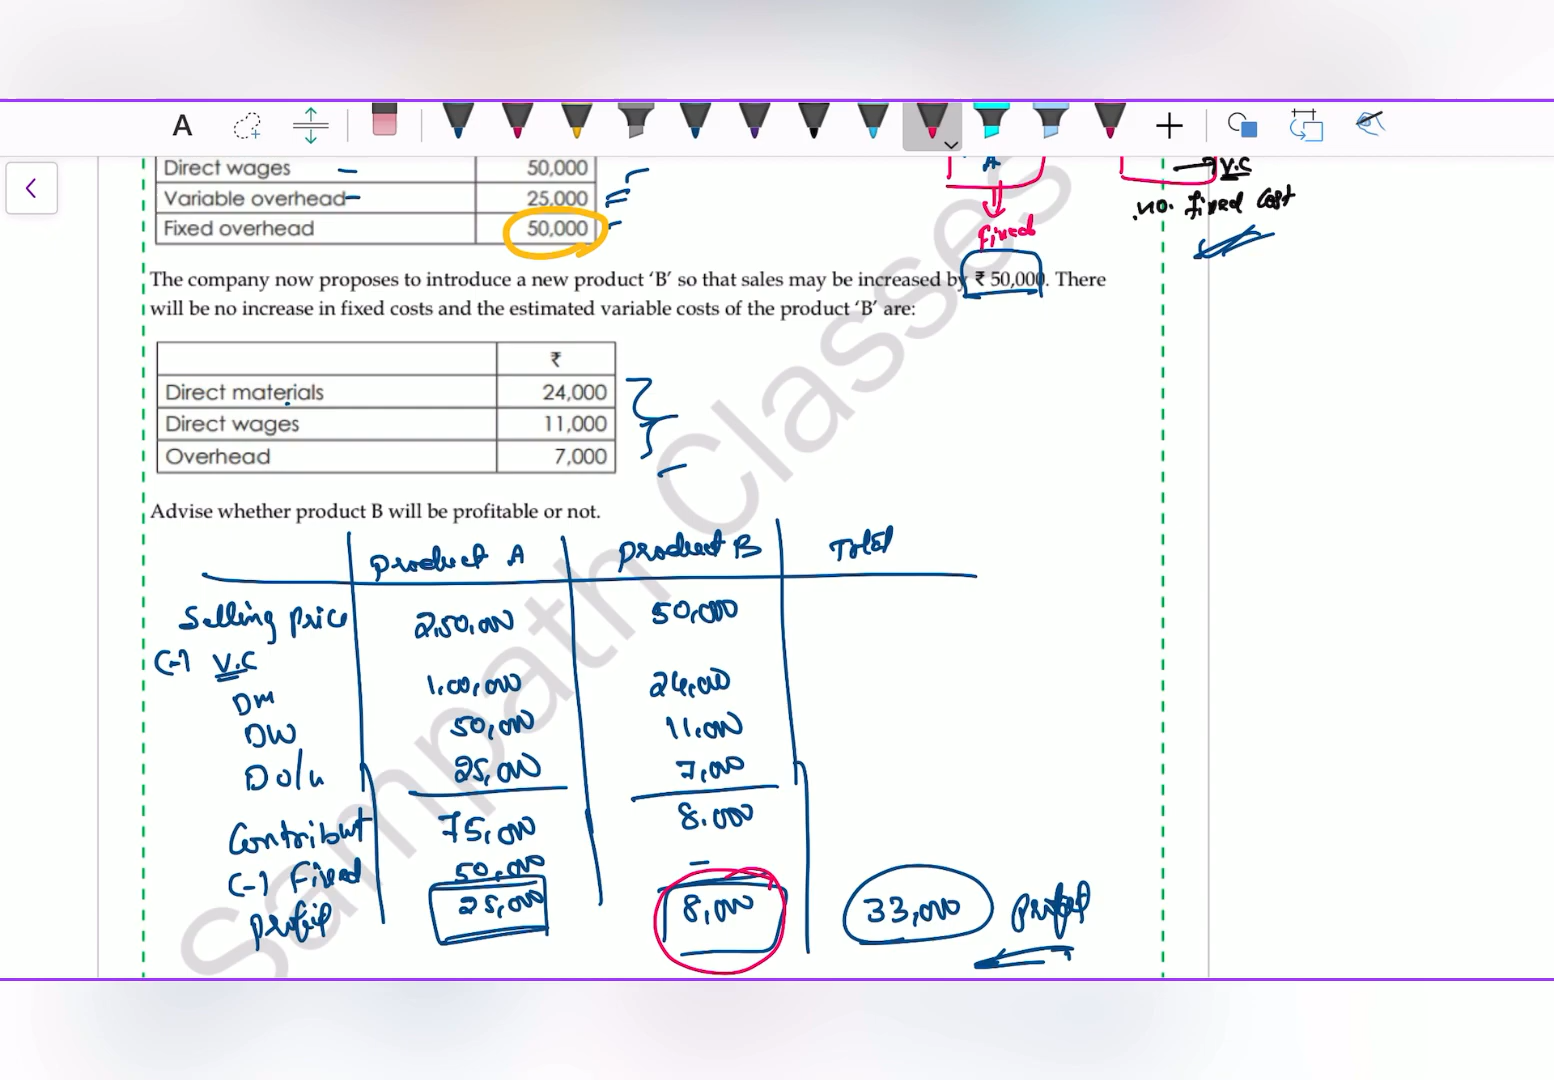 A
Direct wages 50,000
Variable overhead 25,000
Fixed overhead 50,000
A
V.C
no. fixed cost
fixed
The company now proposes to introduce a new product ‘B’ so that sales may be increased by ₹ 50,000. There
will be no increase in fixed costs and the estimated variable costs of the product ‘B’ are:
₹
Direct materials 24,000
Direct wages 11,000
Overhead 7,000
Advise whether product B will be profitable or not.
Product A Product B Total
Selling price 2,50,000 50,000
(-) V.C
DM 1,00,000 24,000
DW 50,000 11,000
DO/H 25,000 7,000
Contribut 75,000 8,000
(-) Fixed 50,000 -
Profit 25,000 8,000 33,000 Profit
Sampath Classes